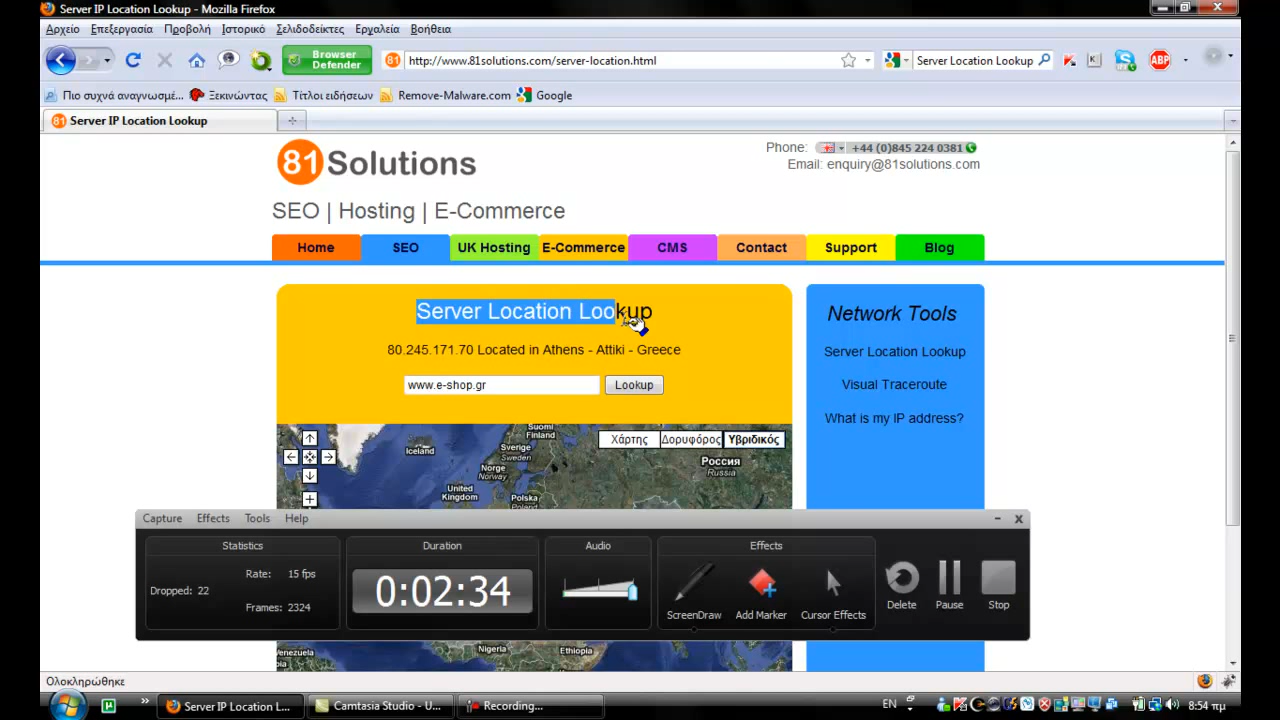 Server IP Location Lookup - Mozilla Firefox
Αρχείο Επεξεργασία Προβολή Ιστορικό Σελιδοδείκτες Εργαλεία Βοήθεια
Browser
Defender
81 http://www.81solutions.com/server-location.html
Server Location Lookup
ABP
Πιο συχνά αναγνωσμέ... Ξεκινώντας Τίτλοι ειδήσεων Remove-Malware.com Google
81 Server IP Location Lookup
81 Solutions
Phone: +44 (0)845 224 0381
Email: enquiry@81solutions.com
SEO | Hosting | E-Commerce
Home SEO UK Hosting E-Commerce CMS Contact Support Blog
Server Location Lookup
80.245.171.70 Located in Athens - Attiki - Greece
www.e-shop.gr Lookup
Network Tools
Server Location Lookup
Visual Traceroute
What is my IP address?
Χάρτης Δορυφόρος Υβριδικός
Suomi
Finland
Iceland
Sverige
Sweden
Norge
Norway
Россия
Russia
United
Kingdom
Polska
Capture Effects Tools Help
Statistics
Dropped: 22
Rate: 15 fps
Frames: 2324
Duration
0:02:34
Audio
Effects
ScreenDraw Add Marker Cursor Effects
Delete Pause Stop
Venezuela
Nigeria
Ethiopia
Ολοκληρώθηκε
Server IP Location L...
Camtasia Studio - U...
Recording...
EN
8:54 πμ